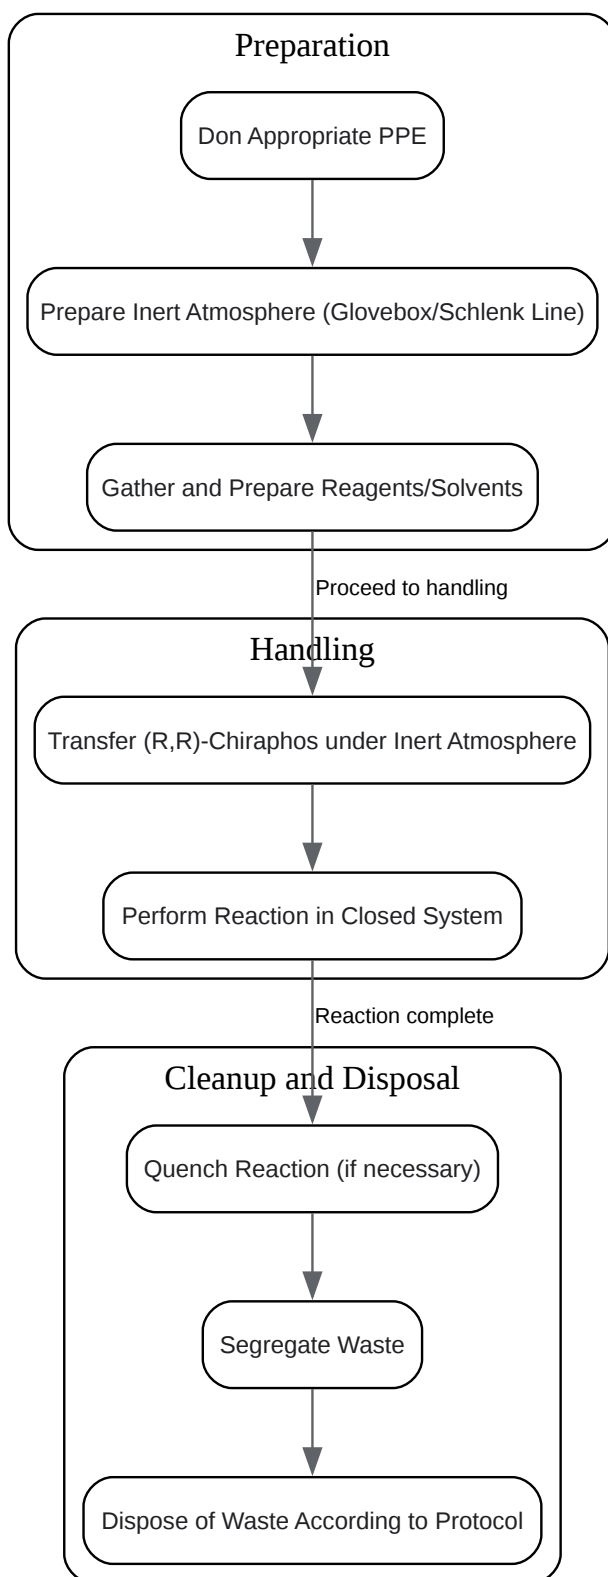 Preparation
Don Appropriate PPE
Prepare Inert Atmosphere (Glovebox/Schlenk Line)
Gather and Prepare Reagents/Solvents
Proceed to handling
Handling
Transfer (R,R)-Chiraphos under Inert Atmosphere
Perform Reaction in Closed System
Reaction complete
Cleanup and Disposal
Quench Reaction (if necessary)
Segregate Waste
Dispose of Waste According to Protocol